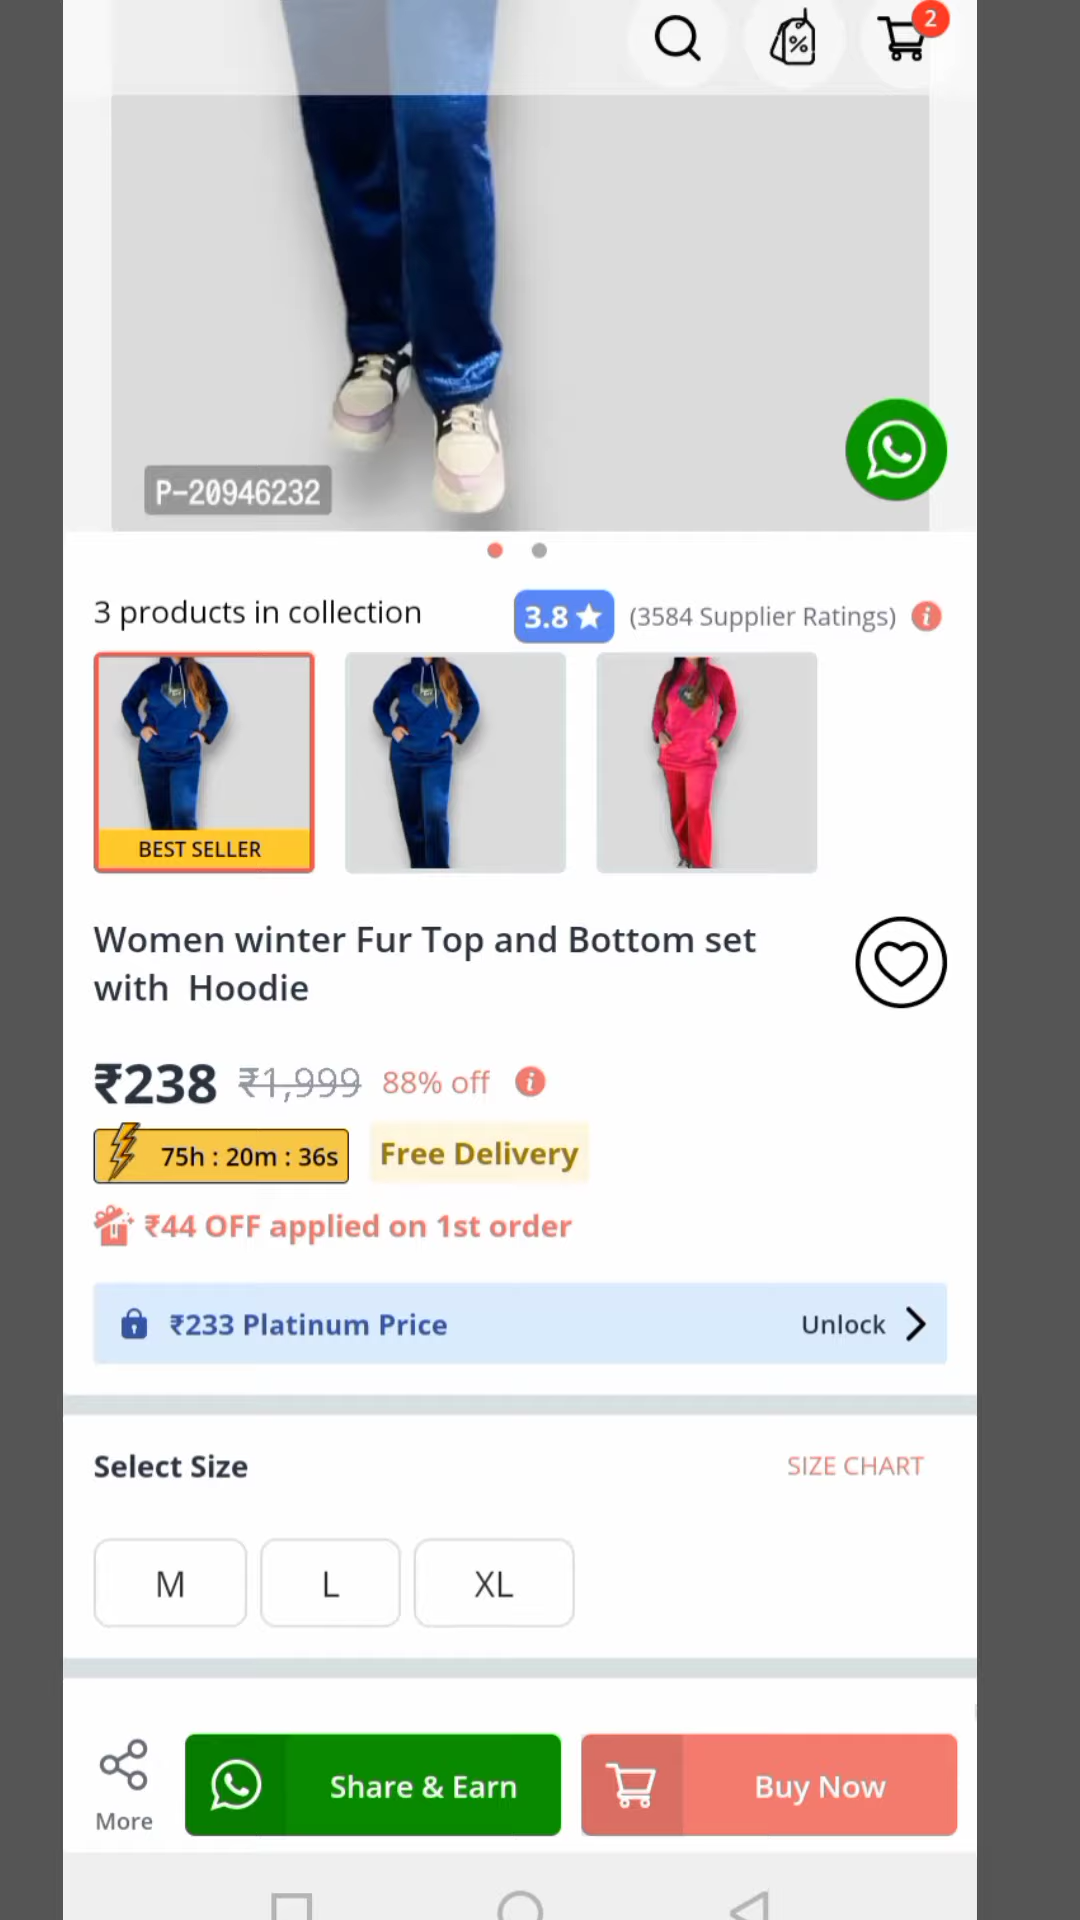 2
P-20946232
3 products in collection
3.8 ★ (3584 Supplier Ratings) i
BEST SELLER
Women winter Fur Top and Bottom set
with Hoodie
₹238 ₹1,999 88% off i
75h : 20m : 36s Free Delivery
₹44 OFF applied on 1st order
₹233 Platinum Price Unlock
Select Size SIZE CHART
M L XL
Share & Earn Buy Now
More